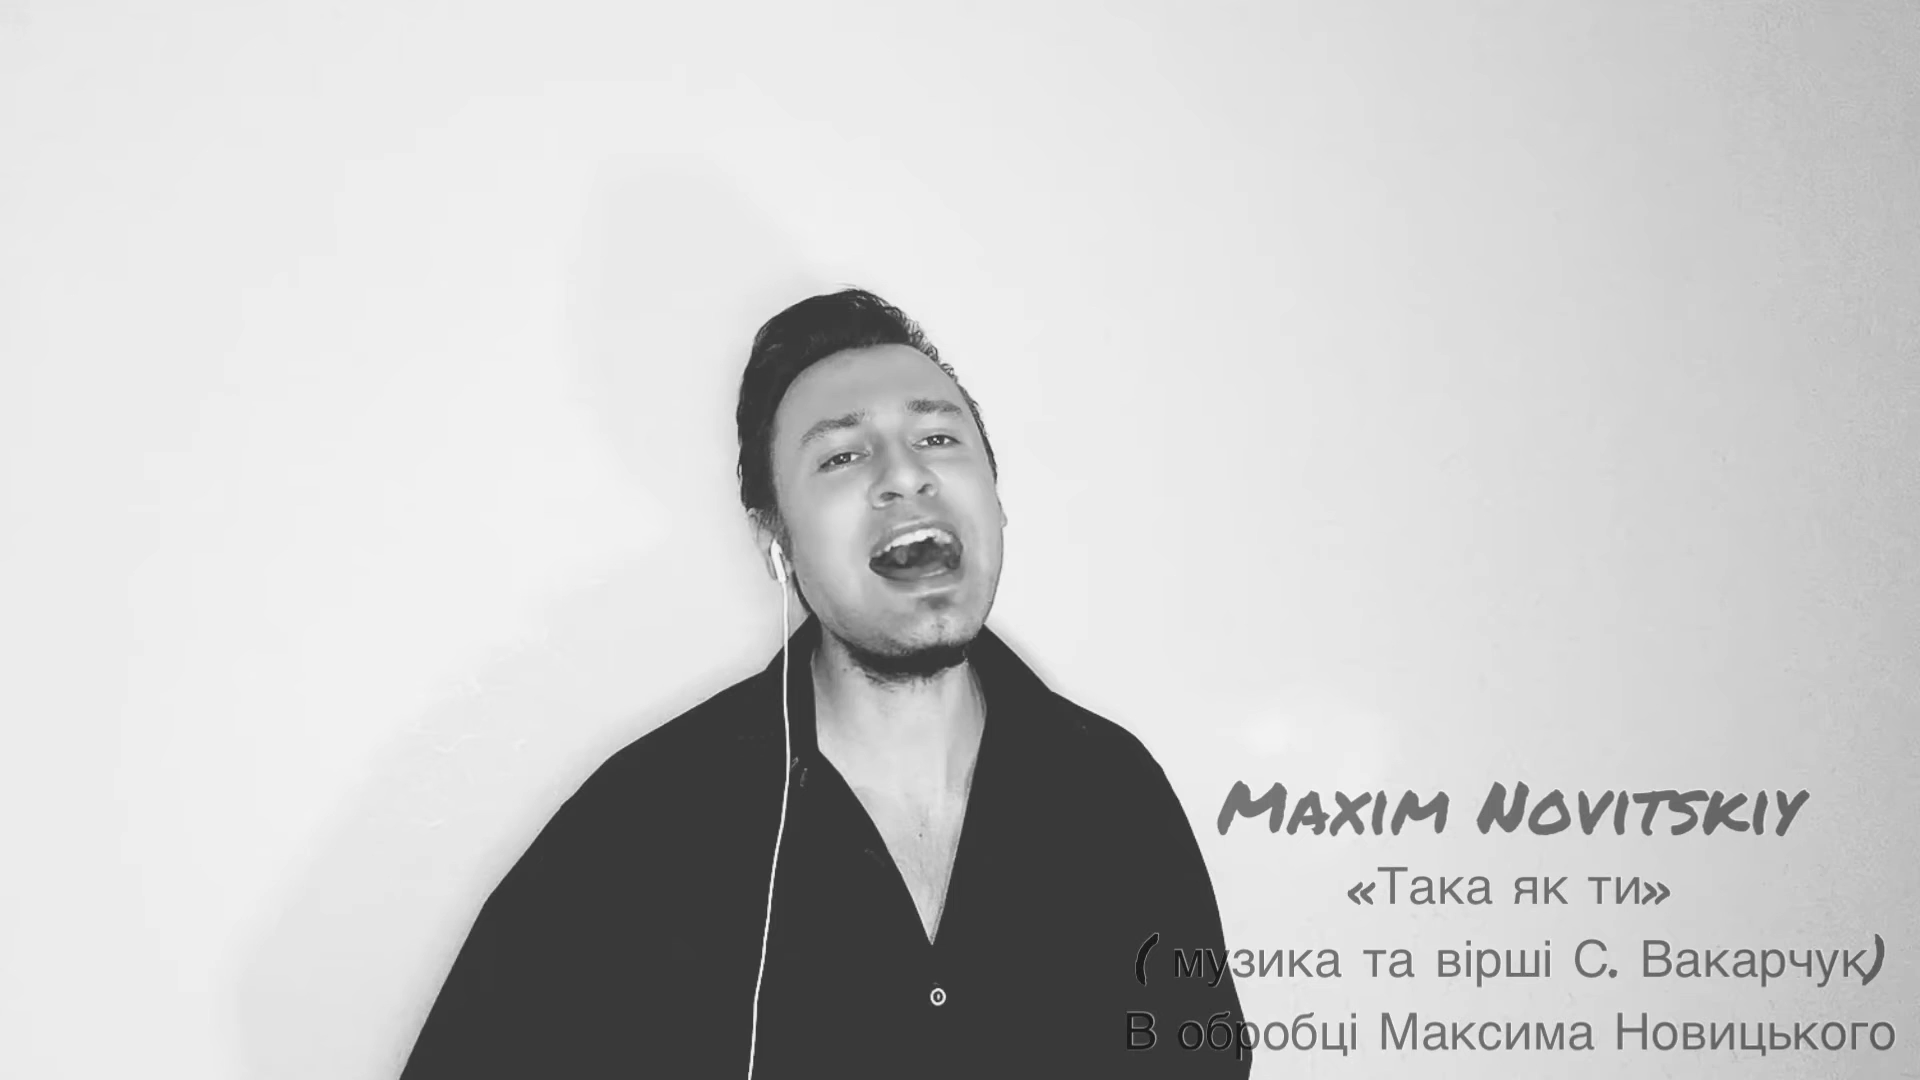 Maxim Novitskiy
«Така як ти»
( музика та вірші С. Вакарчук)
В обробці Максима Новицького